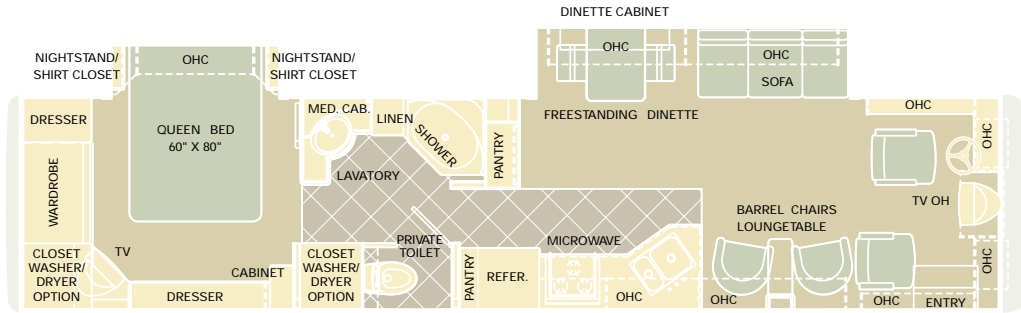 DINETTE CABINET
NIGHTSTAND/
SHIRT CLOSET
OHC
NIGHTSTAND/
SHIRT CLOSET
OHC
OHC
SOFA
DRESSER
QUEEN BED
60" X 80"
MED. CAB.
LINEN
SHOWER
PANTRY
FREESTANDING DINETTE
OHC
OHC
WARDROBE
LAVATORY
TV OH
BARREL CHAIRS
LOUNGETABLE
TV
CLOSET
WASHER/
DRYER
OPTION
DRESSER
CABINET
CLOSET
WASHER/
DRYER
OPTION
PRIVATE
TOILET
PANTRY
REFER.
MICROWAVE
OHC
OHC
OHC
ENTRY
OHC